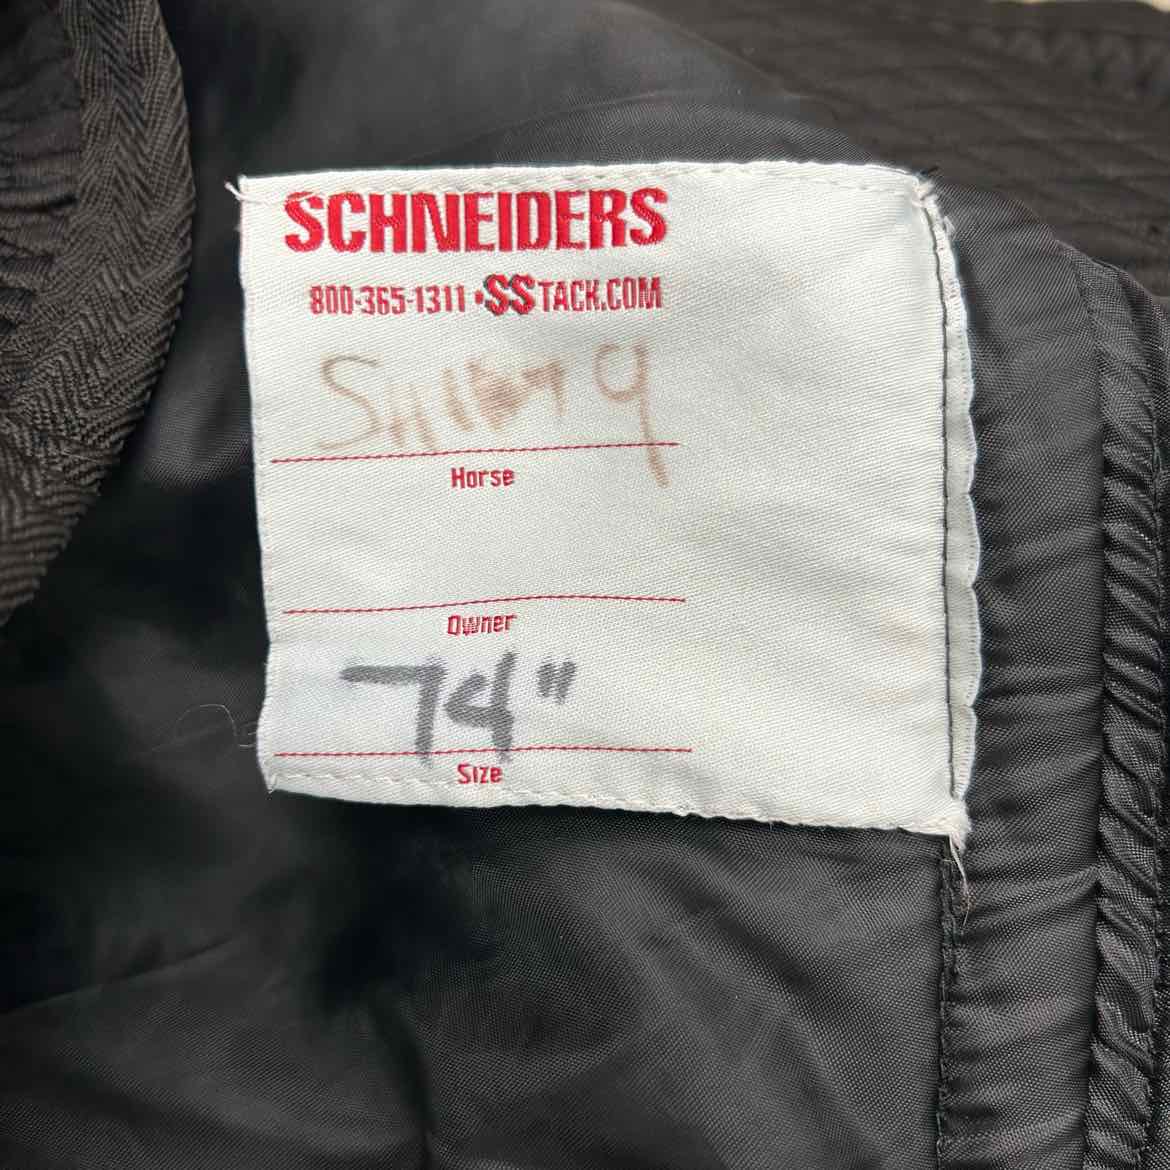 SCHNEIDERS
800-365-1311 • SSTACK.COM
Horse
Owner
74"
Size